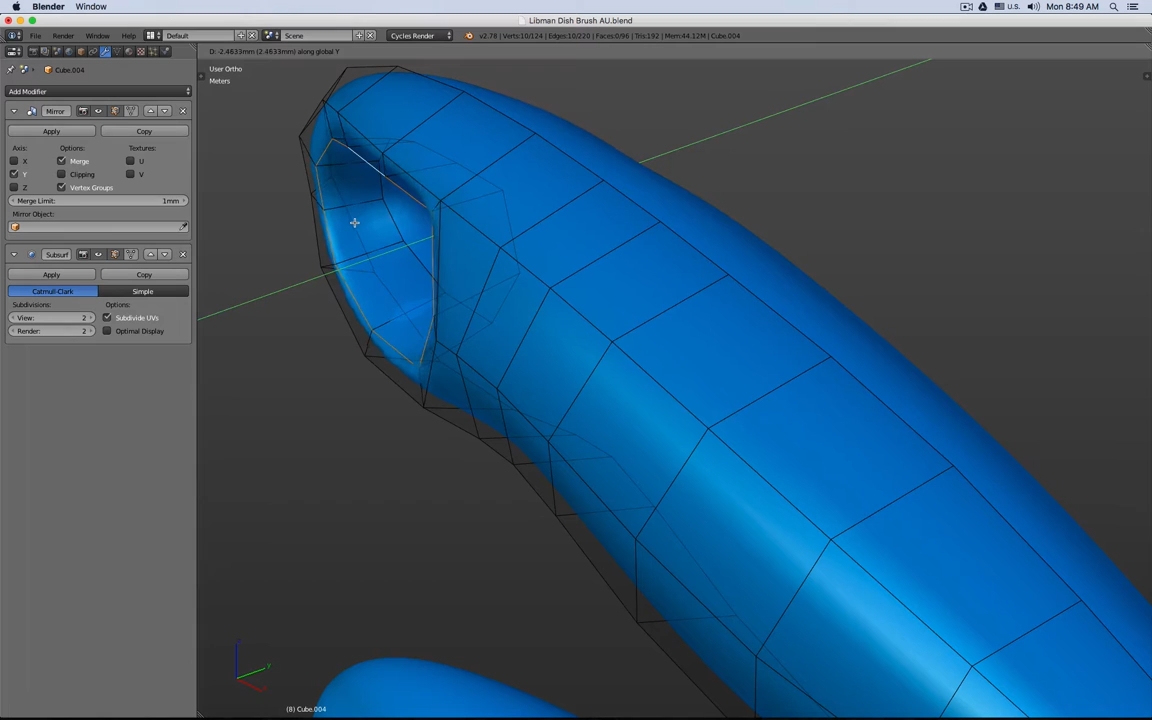 Blender Window U.S. Mon Jan 2 8:49 AM
Libman Dish Brush AU.blend
File Render Window Help Default Scene Cycles Render v2.78 | Verts:10/124 | Edges:10/220 | Faces:0/96 | Tris:192 | Mem:44.12M | Cube.004
D: -2.4633mm (2.4633mm) along global Y
Cube.004
User Ortho
Meters
Add Modifier
Mirror
Apply Copy
Axis: Options: Textures:
X Merge U
Y Clipping V
Z Vertex Groups
Merge Limit: 1mm
Mirror Object:
Subsurf
Apply Copy
Catmull-Clark Simple
Subdivisions: Options:
View: 2 Subdivide UVs
Render: 2 Optimal Display
(8) Cube.004